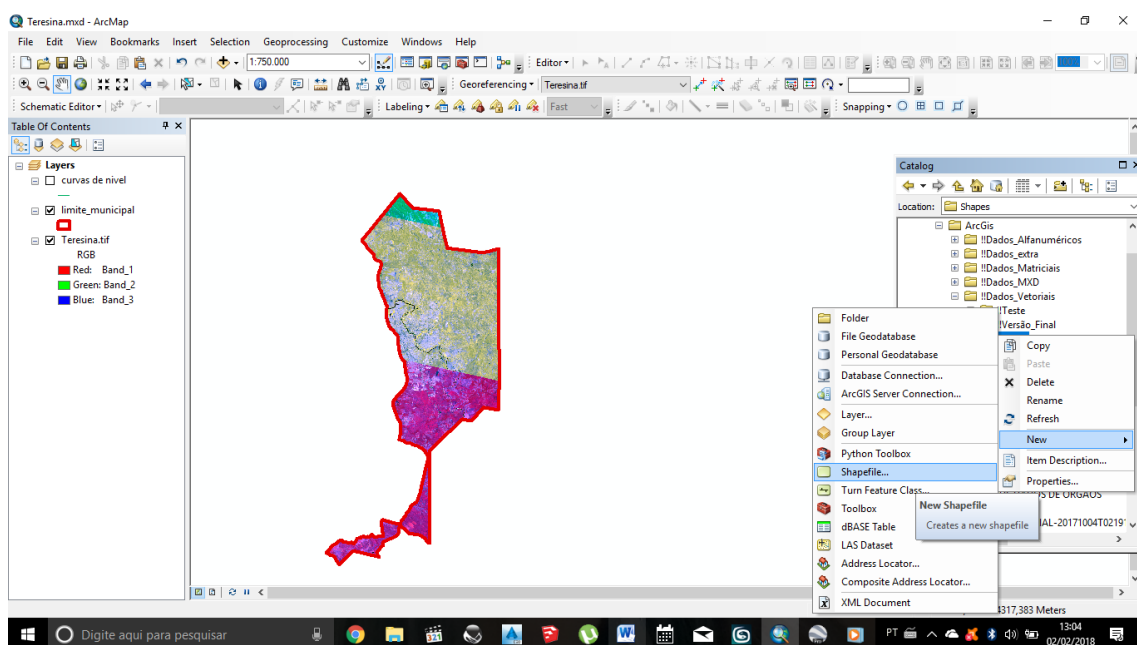 Teresina.mxd - ArcMap
File Edit View Bookmarks Insert Selection Geoprocessing Customize Windows Help
1:750.000
Editor
Georeferencing Teresina.tif
Schematic Editor
Labeling
Fast
Snapping
Table Of Contents
Layers
curvas de nivel
limite_municipal
Teresina.tif
RGB
Red: Band_1
Green: Band_2
Blue: Band_3
Catalog
Location: Shapes
ArcGis
!!Dados_Alfanuméricos
!!Dados_extra
!!Dados_Matriciais
!!Dados_MXD
!!Dados_Vetoriais
!Teste
!Versão_Final
Folder
File Geodatabase
Personal Geodatabase
Database Connection...
ArcGIS Server Connection...
Layer...
Group Layer
Python Toolbox
Shapefile...
Turn Feature Class...
Toolbox
dBASE Table
LAS Dataset
Address Locator...
Composite Address Locator...
XML Document
Copy
Paste
Delete
Rename
Refresh
New
Item Description...
Properties...
New Shapefile
Creates a new shapefile
DE ORGAOS
IAL-20171004T0219
4317,383 Meters
Digite aqui para pesquisar
PT
13:04
02/02/2018